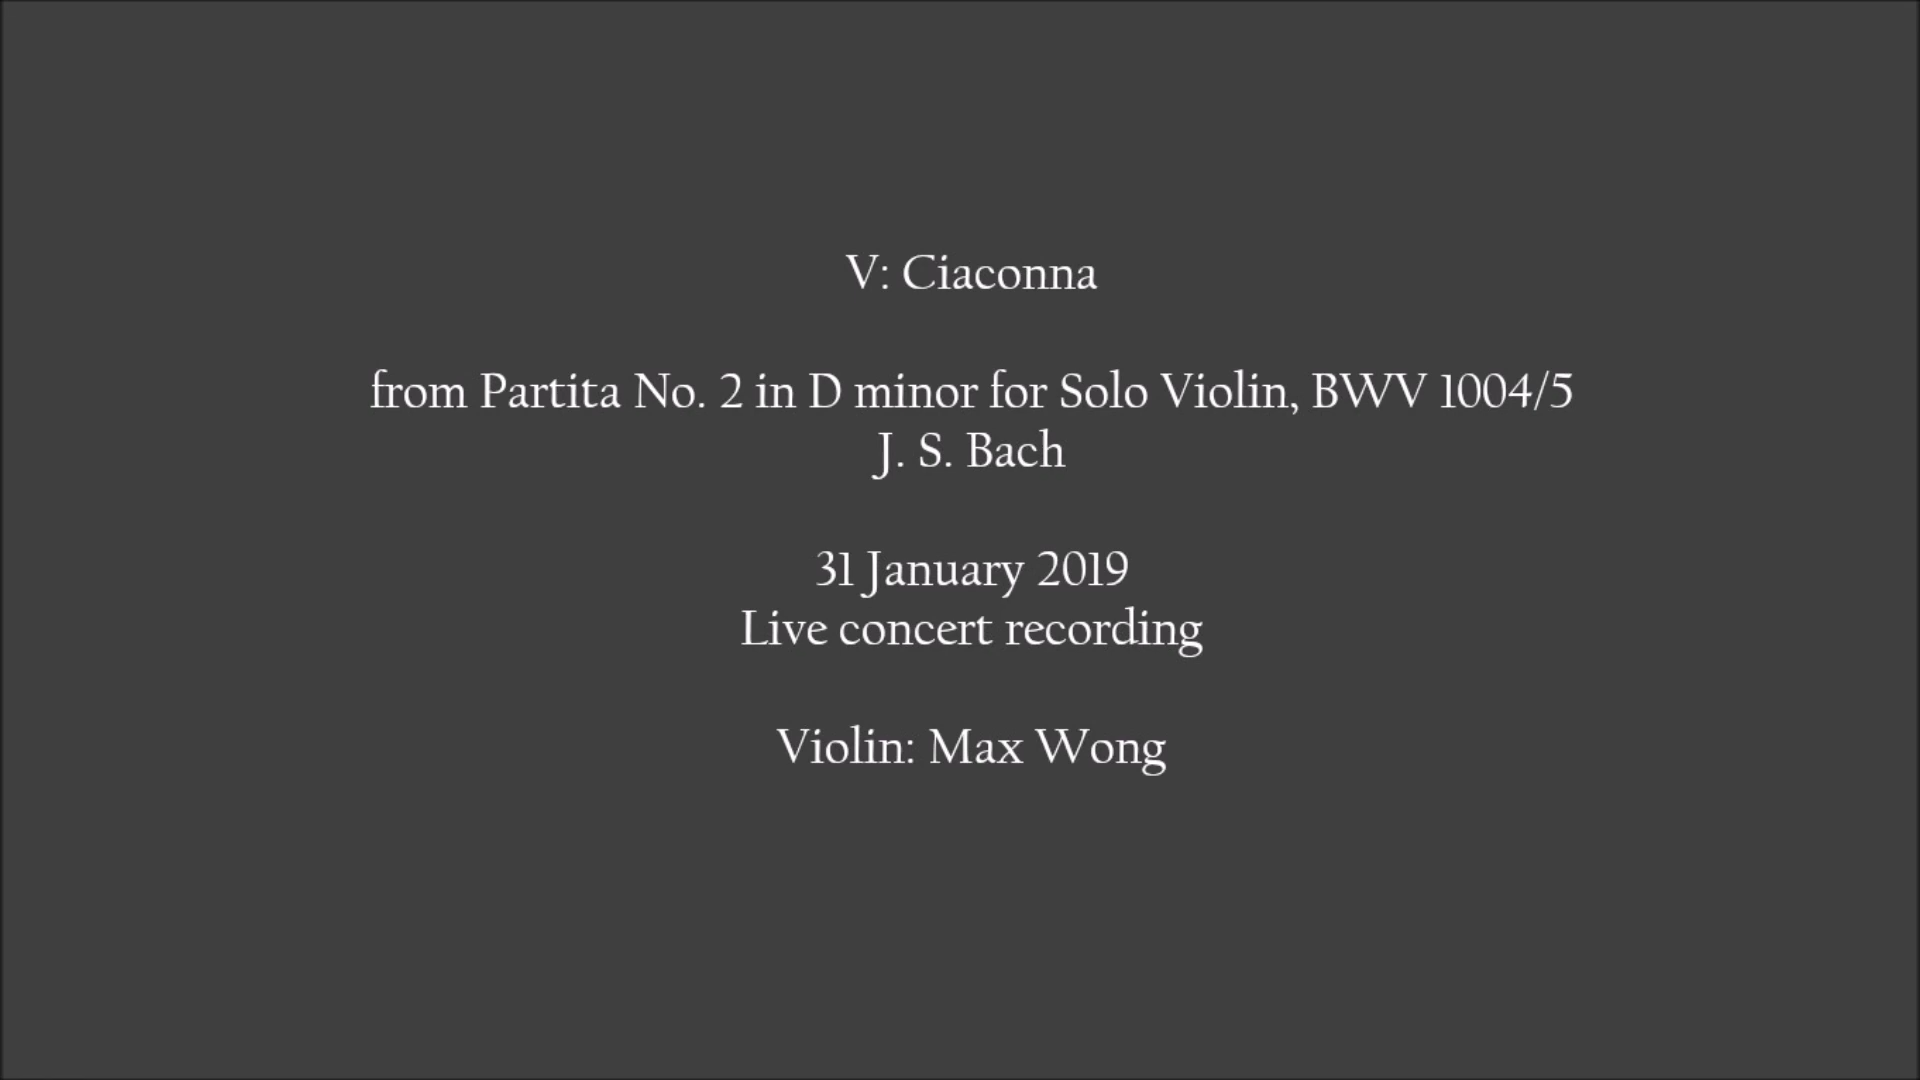 V: Ciaconna
from Partita No. 2 in D minor for Solo Violin, BWV 1004/5
J. S. Bach
31 January 2019
Live concert recording
Violin: Max Wong